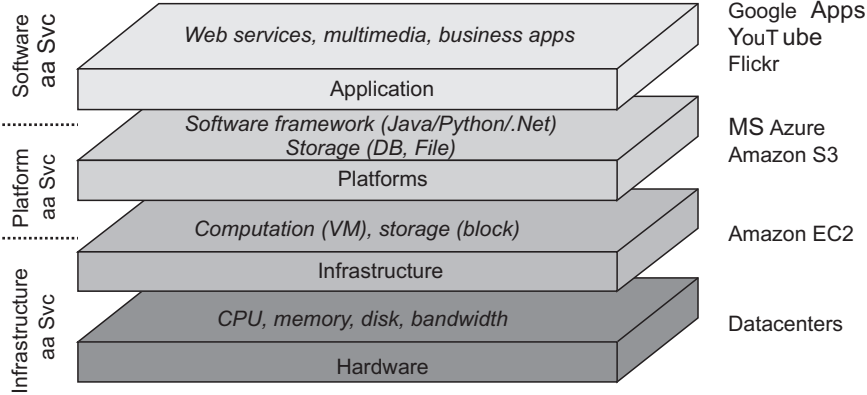 Software
aa Svc
Web services, multimedia, business apps
Application
Google Apps
YouTube
Flickr
Platform
aa Svc
Software framework (Java/Python/.Net)
Storage (DB, File)
Platforms
MS Azure
Amazon S3
Infrastructure
aa Svc
Computation (VM), storage (block)
Infrastructure
Amazon EC2
CPU, memory, disk, bandwidth
Hardware
Datacenters